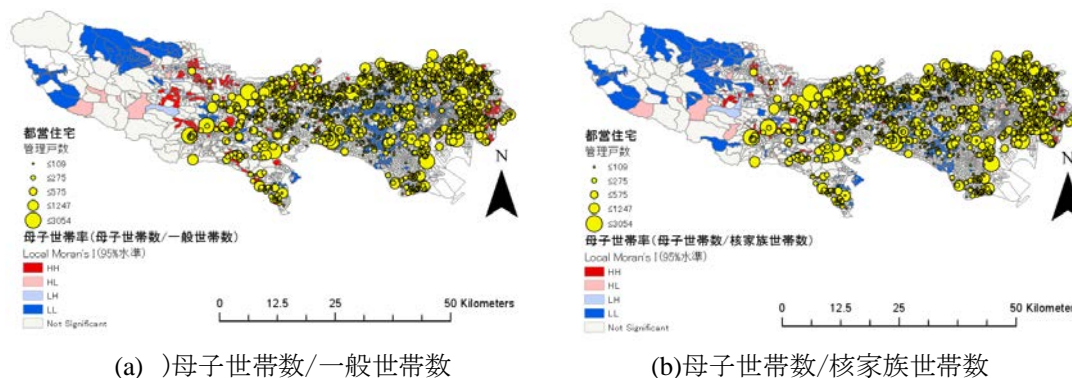 都営住宅
管理戸数
≤109
≤275
≤575
≤1247
≤3054
母子世帯率(母子世帯数/一般世帯数)
Local Moran's I (95%水準)
HH
HL
LH
LL
Not Significant
N
0 12.5 25 50 Kilometers
(a) )母子世帯数/一般世帯数
都営住宅
管理戸数
≤109
≤275
≤575
≤1247
≤3054
母子世帯率(母子世帯数/核家族世帯数)
Local Moran's I (95%水準)
HH
HL
LH
LL
Not Significant
N
0 12.5 25 50 Kilometers
(b)母子世帯数/核家族世帯数